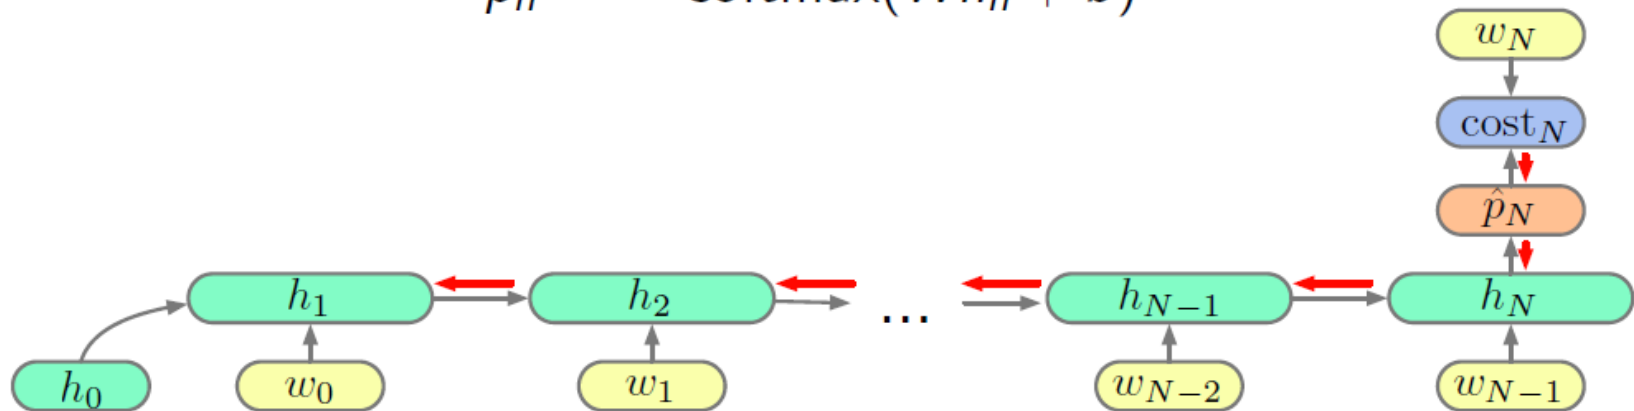 w_N
cost_N
p̂_N
h_1 h_2 ... h_{N−1} h_N
h_0 w_0 w_1 w_{N−2} w_{N−1}